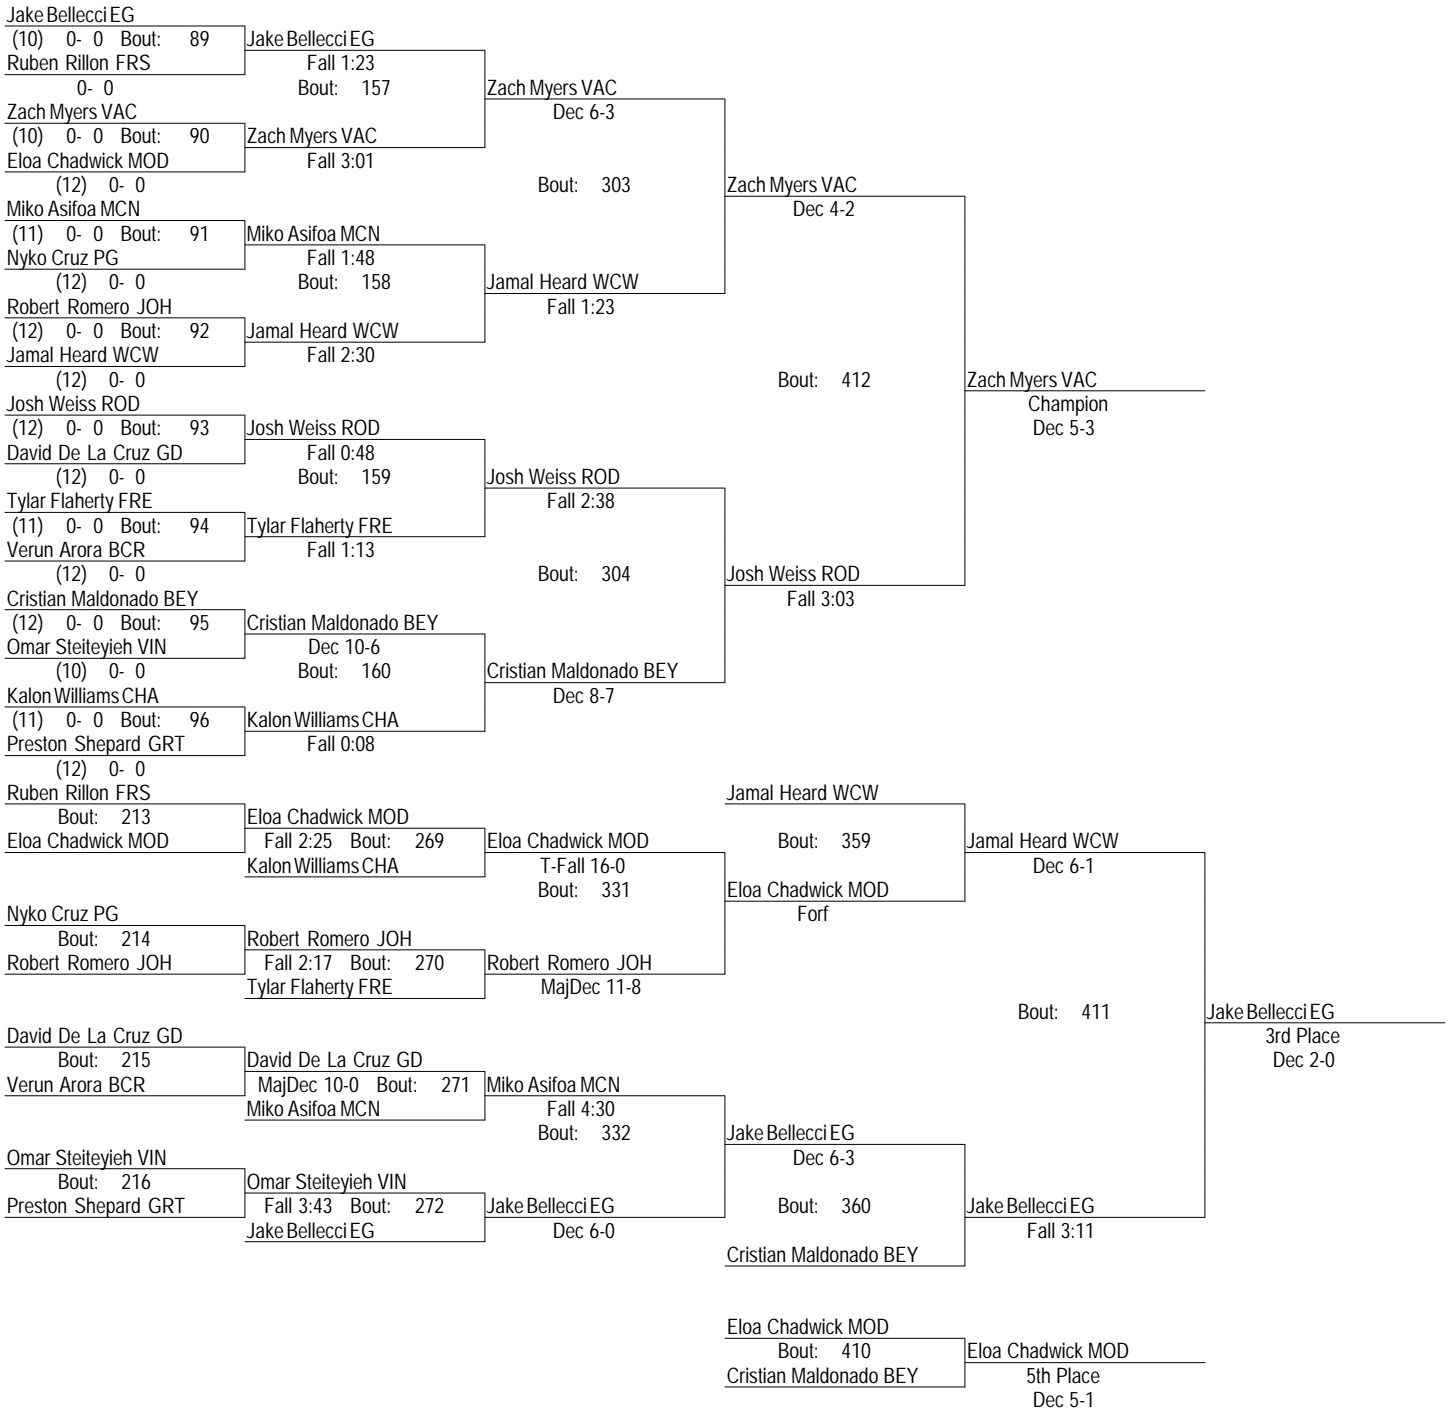 Jake Bellecci EG
(10) 0- 0 Bout: 89 Jake Bellecci EG
Ruben Rillon FRS Fall 1:23
0- 0 Bout: 157 Zach Myers VAC
Zach Myers VAC Dec 6-3
(10) 0- 0 Bout: 90 Zach Myers VAC
Eloa Chadwick MOD Fall 3:01
(12) 0- 0 Bout: 303 Zach Myers VAC
Miko Asifoa MCN Dec 4-2
(11) 0- 0 Bout: 91 Miko Asifoa MCN
Nyko Cruz PG Fall 1:48
(12) 0- 0 Bout: 158 Jamal Heard WCW
Robert Romero JOH Fall 1:23
(12) 0- 0 Bout: 92 Jamal Heard WCW
Jamal Heard WCW Fall 2:30
(12) 0- 0 Bout: 412 Zach Myers VAC
Josh Weiss ROD Champion
(12) 0- 0 Bout: 93 Josh Weiss ROD Dec 5-3
David De La Cruz GD Fall 0:48
(12) 0- 0 Bout: 159 Josh Weiss ROD
Tylar Flaherty FRE Fall 2:38
(11) 0- 0 Bout: 94 Tylar Flaherty FRE
Verun Arora BCR Fall 1:13
(12) 0- 0 Bout: 304 Josh Weiss ROD
Cristian Maldonado BEY Fall 3:03
(12) 0- 0 Bout: 95 Cristian Maldonado BEY
Omar Steiteyieh VIN Dec 10-6
(10) 0- 0 Bout: 160 Cristian Maldonado BEY
Kalon Williams CHA Dec 8-7
(11) 0- 0 Bout: 96 Kalon Williams CHA
Preston Shepard GRT Fall 0:08
(12) 0- 0
Ruben Rillon FRS Jamal Heard WCW
Bout: 213 Eloa Chadwick MOD
Eloa Chadwick MOD Fall 2:25 Bout: 269 Eloa Chadwick MOD Bout: 359 Jamal Heard WCW
Kalon Williams CHA T-Fall 16-0 Dec 6-1
Bout: 331 Eloa Chadwick MOD
Nyko Cruz PG Forf
Bout: 214 Robert Romero JOH
Robert Romero JOH Fall 2:17 Bout: 270 Robert Romero JOH
Tylar Flaherty FRE MajDec 11-8
Bout: 411 Jake Bellecci EG
David De La Cruz GD 3rd Place
Bout: 215 David De La Cruz GD Dec 2-0
Verun Arora BCR MajDec 10-0 Bout: 271 Miko Asifoa MCN
Miko Asifoa MCN Fall 4:30
Bout: 332 Jake Bellecci EG
Omar Steiteyieh VIN Dec 6-3
Bout: 216 Omar Steiteyieh VIN
Preston Shepard GRT Fall 3:43 Bout: 272 Jake Bellecci EG Bout: 360 Jake Bellecci EG
Jake Bellecci EG Dec 6-0 Fall 3:11
Cristian Maldonado BEY
Eloa Chadwick MOD
Bout: 410 Eloa Chadwick MOD
Cristian Maldonado BEY 5th Place
Dec 5-1